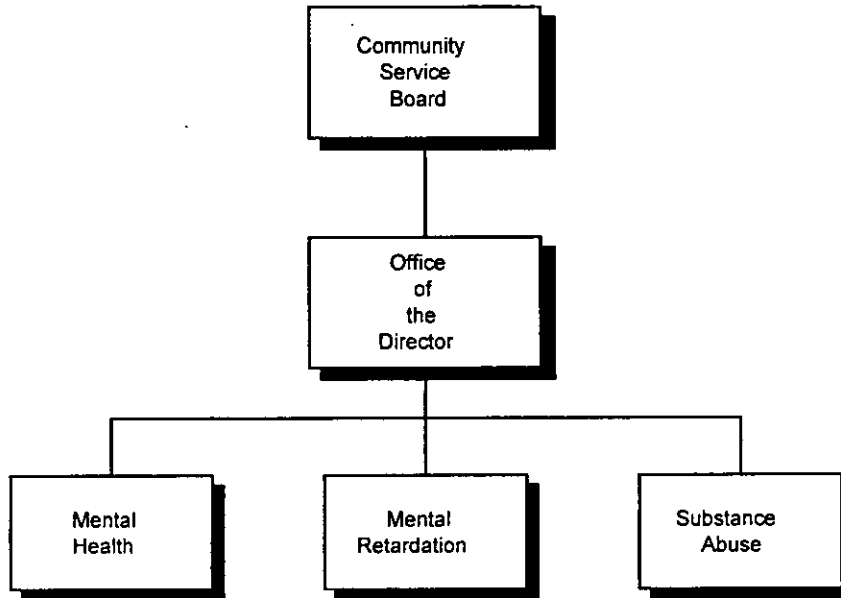 Community
Service
Board
Office
of
the
Director
Mental
Health
Mental
Retardation
Substance
Abuse